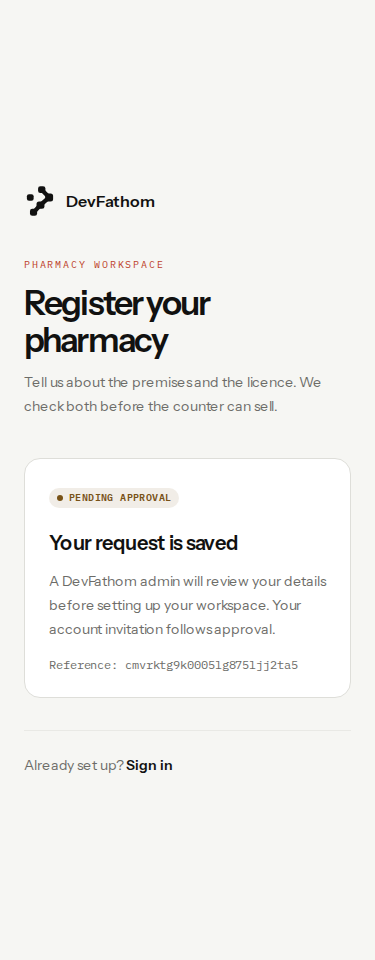 DevFathom
PHARMACY WORKSPACE
Register your
pharmacy
Tell us about the premises and the licence. We
check both before the counter can sell.
PENDING APPROVAL
Your request is saved
A DevFathom admin will review your details
before setting up your workspace. Your
account invitation follows approval.
Reference: cmvrktg9k0005lg875ljj2ta5
Already set up? Sign in